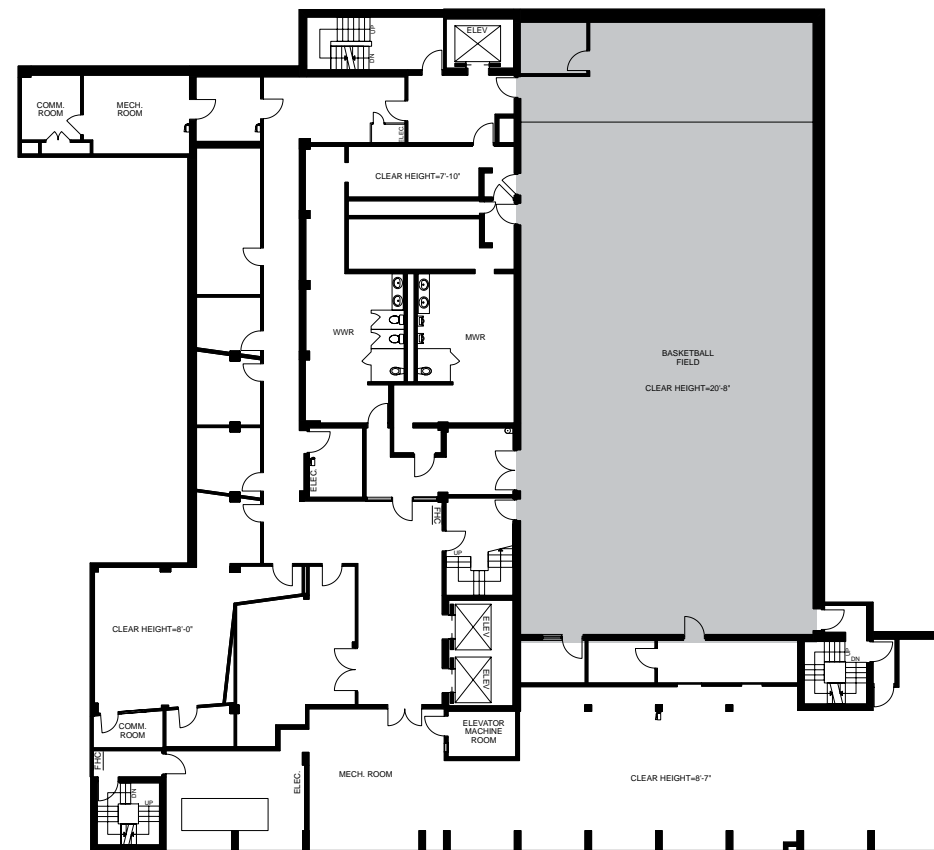 UP
DN
ELEV
COMM.
ROOM
MECH.
ROOM
ELEC.
CLEAR HEIGHT=7'-10"
WWR
MWR
BASKETBALL
FIELD
CLEAR HEIGHT=20'-8"
ELEC.
FHC
UP
CLEAR HEIGHT=8'-0"
ELEV
ELEV
UP
DN
COMM.
ROOM
ELEVATOR
MACHINE
ROOM
FHC
ELEC.
MECH. ROOM
CLEAR HEIGHT=8'-7"
DN
UP